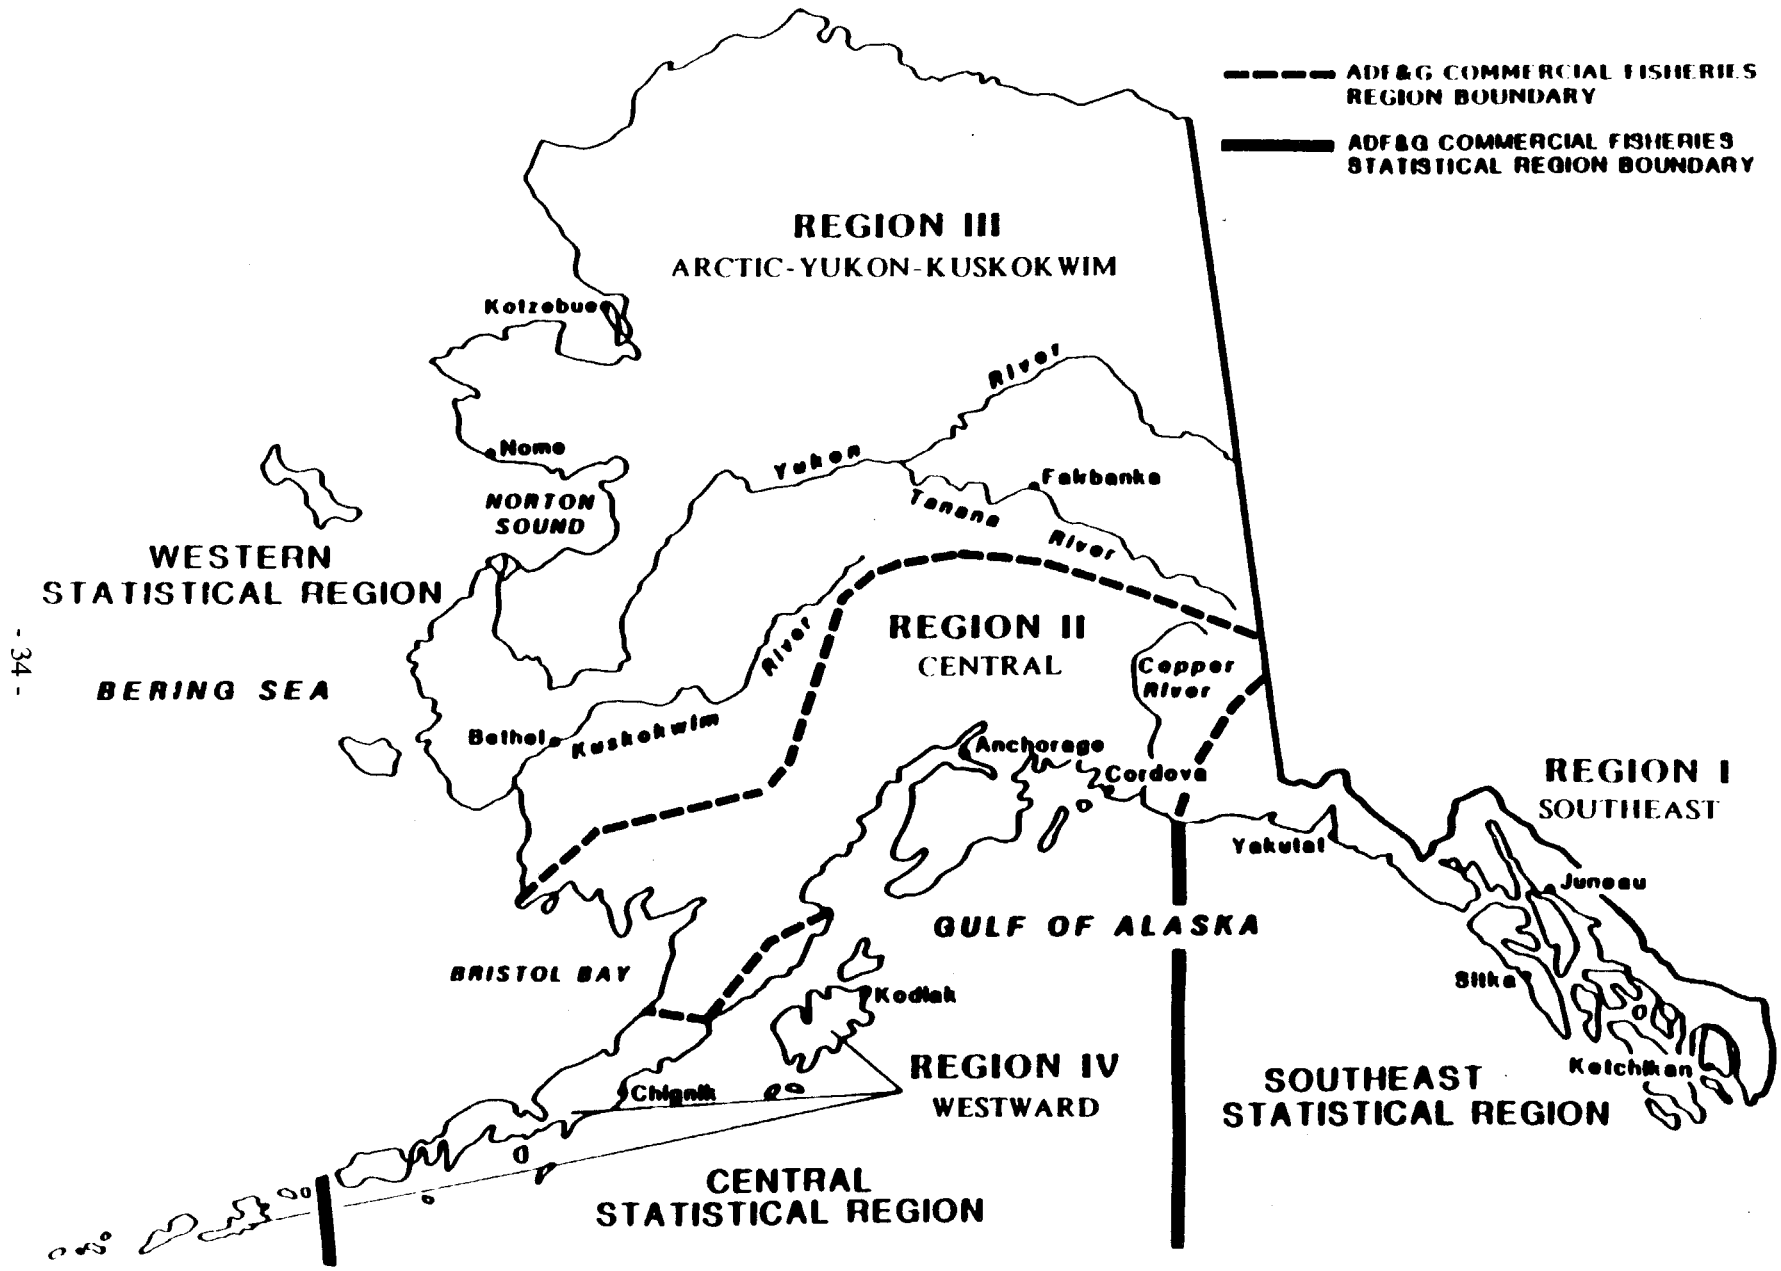 ADF&G COMMERCIAL FISHERIES
REGION BOUNDARY
ADF&G COMMERCIAL FISHERIES
STATISTICAL REGION BOUNDARY
REGION III
ARCTIC-YUKON-KUSKOKWIM
Kotzebue
River
Yukon
Nome
Fairbanks
NORTON
SOUND
Tanana
River
WESTERN
STATISTICAL REGION
REGION II
CENTRAL
River
Copper
River
- 34 -
BERING SEA
Bethel
Kuskokwim
Anchorage
Cordova
REGION I
SOUTHEAST
Yakutat
Juneau
GULF OF ALASKA
BRISTOL BAY
Sitka
Kodiak
REGION IV
WESTWARD
Ketchikan
Chignik
SOUTHEAST
STATISTICAL REGION
CENTRAL
STATISTICAL REGION